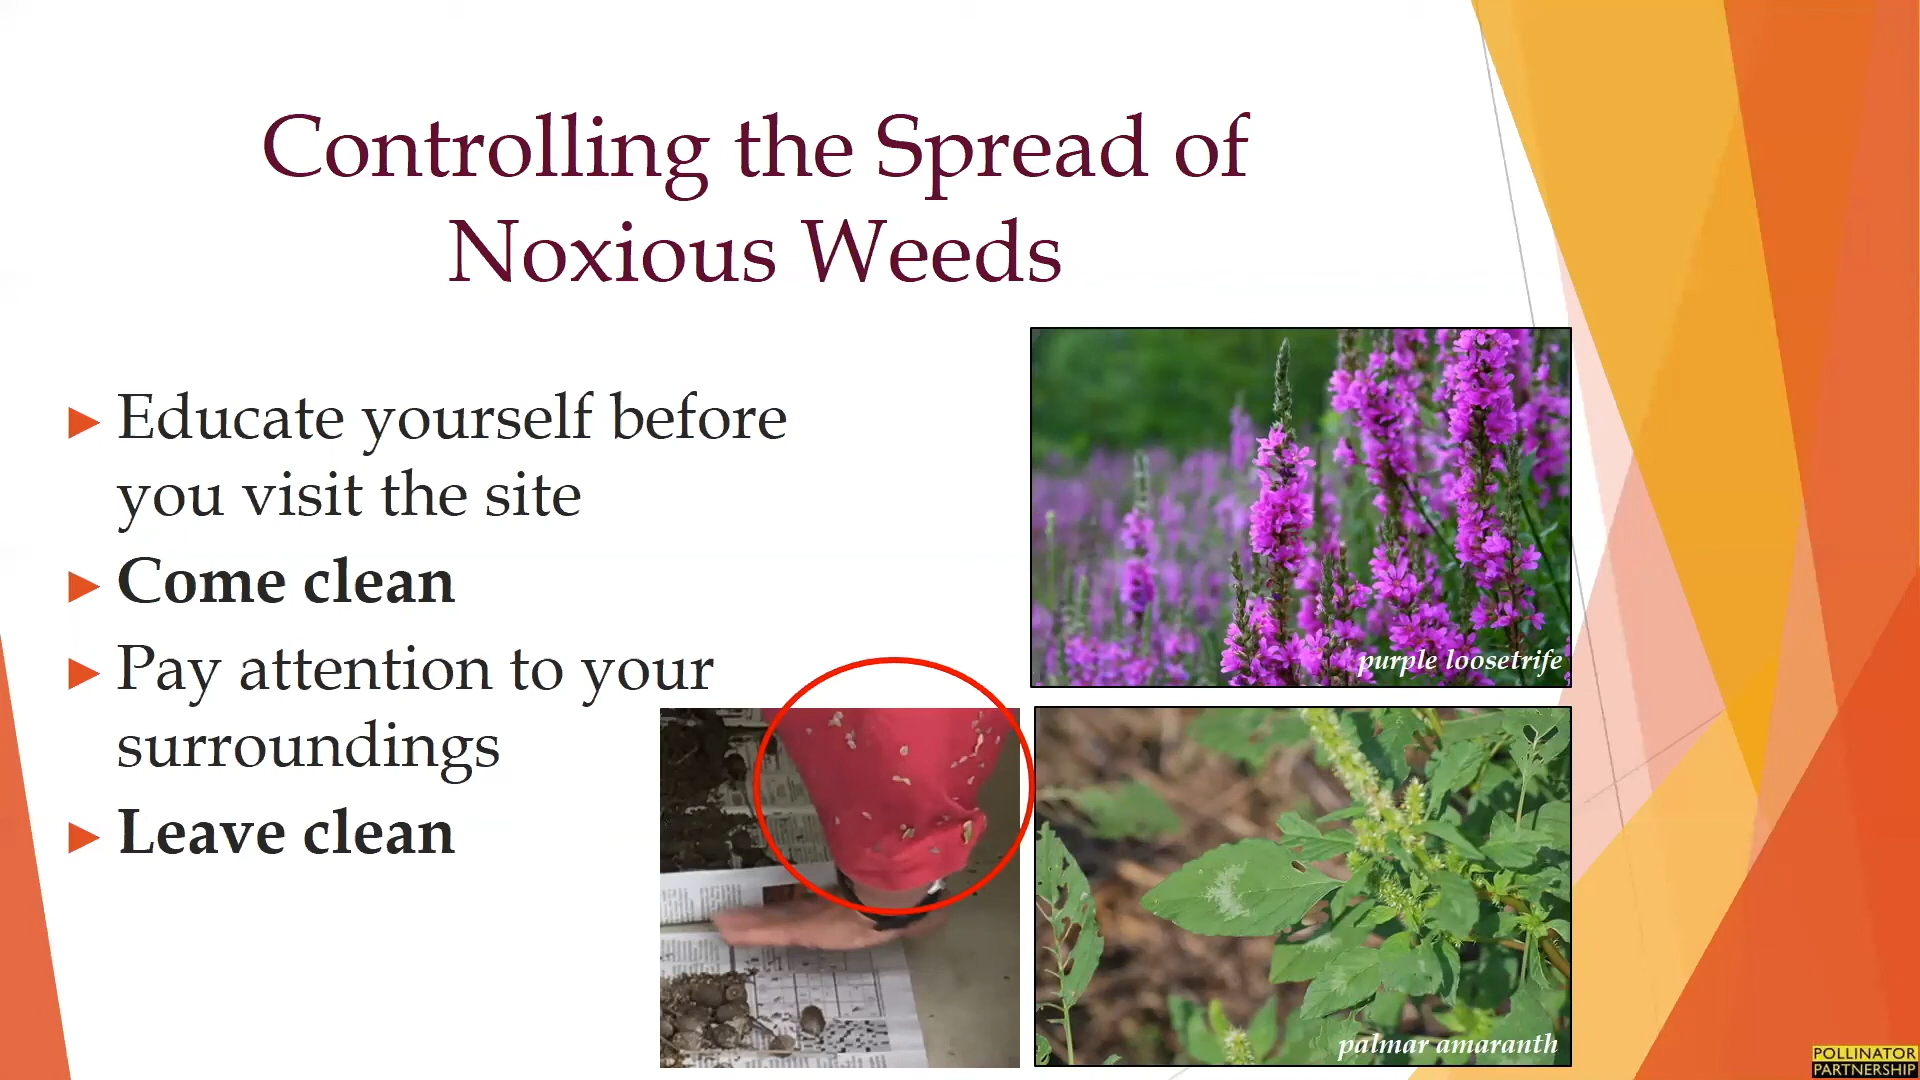 Controlling the Spread of
Noxious Weeds
Educate yourself before
you visit the site
Come clean
Pay attention to your
surroundings
Leave clean
purple loosetrife
palmar amaranth
POLLINATOR
PARTNERSHIP